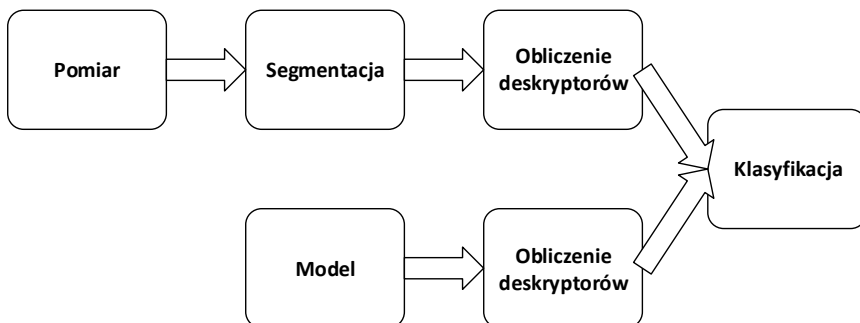 Pomiar
Segmentacja
Obliczenie
deskryptorów
Klasyfikacja
Model
Obliczenie
deskryptorów